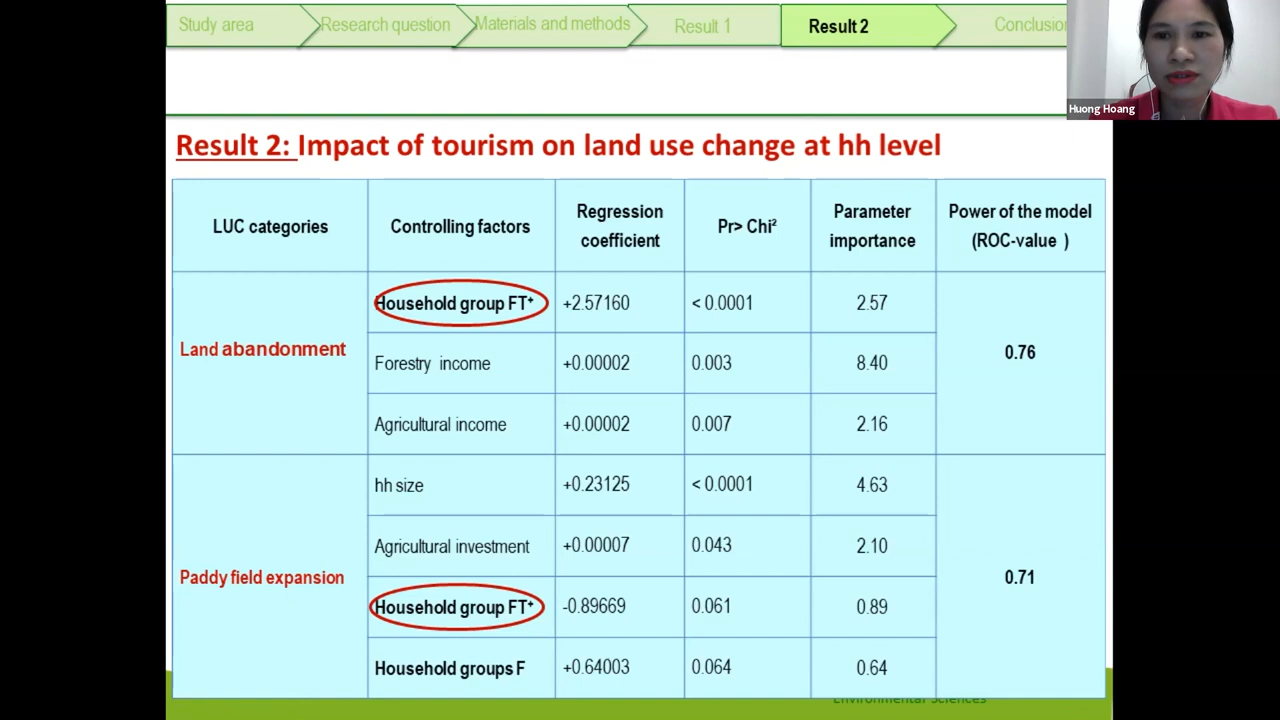 Study area
Research question
Materials and methods
Result 1
Result 2
Conclusion
Huong Hoang
Result 2: Impact of tourism on land use change at hh level
LUC categories
Controlling factors
Regression
coefficient
Pr> Chi²
Parameter
importance
Power of the model
(ROC-value )
Land abandonment
Household group FT⁺
+2.57160
< 0.0001
2.57
0.76
Forestry income
+0.00002
0.003
8.40
Agricultural income
+0.00002
0.007
2.16
Paddy field expansion
hh size
+0.23125
< 0.0001
4.63
0.71
Agricultural investment
+0.00007
0.043
2.10
Household group FT⁺
-0.89669
0.061
0.89
Household groups F
+0.64003
0.064
0.64
Environmental Sciences